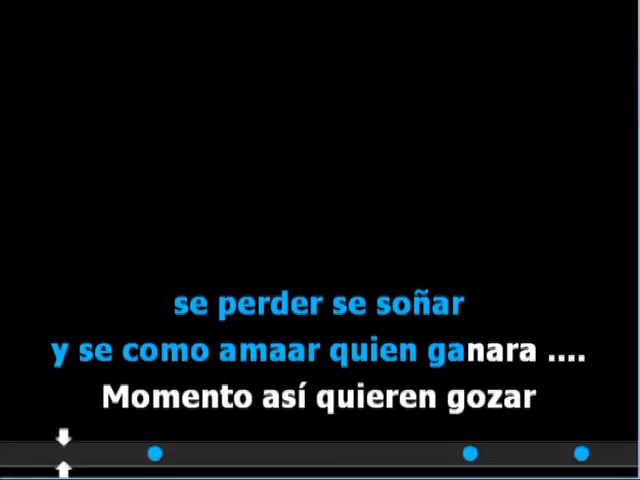 se perder se soñar
y se como amaar quien ganara ....
Momento así quieren gozar